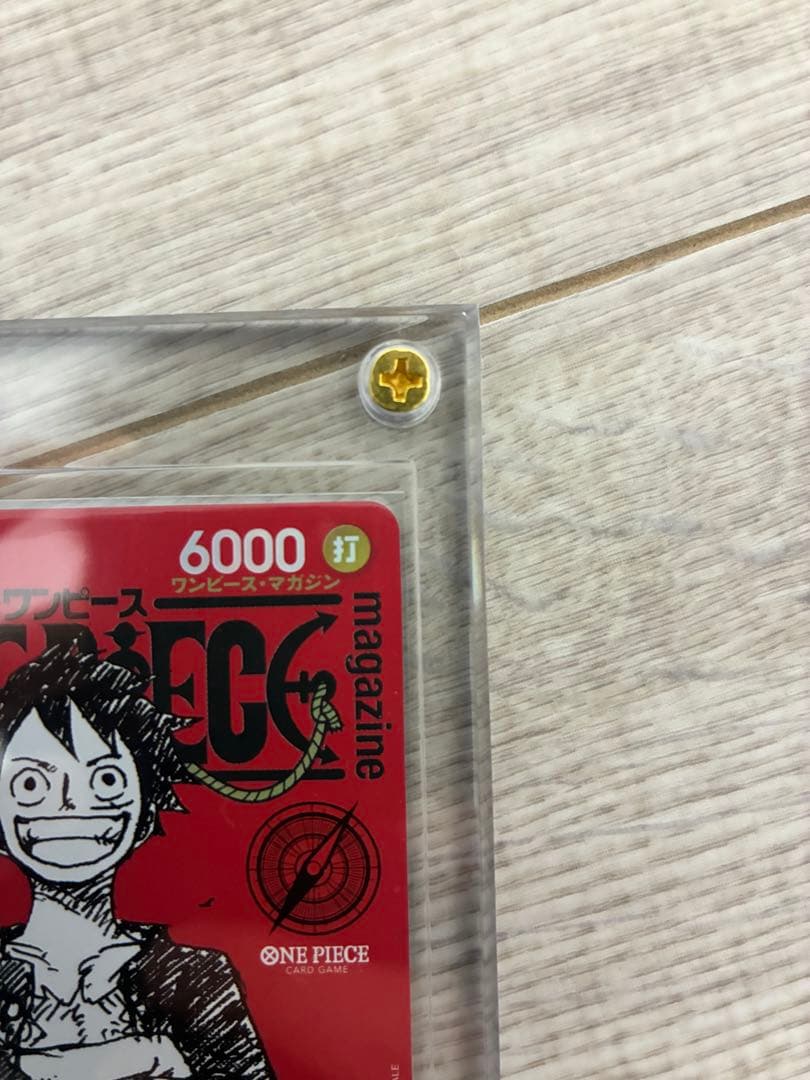 6000 打
ワンピース・マガジン
ワンピース
PIECE
magazine
ONE PIECE
CARD GAME